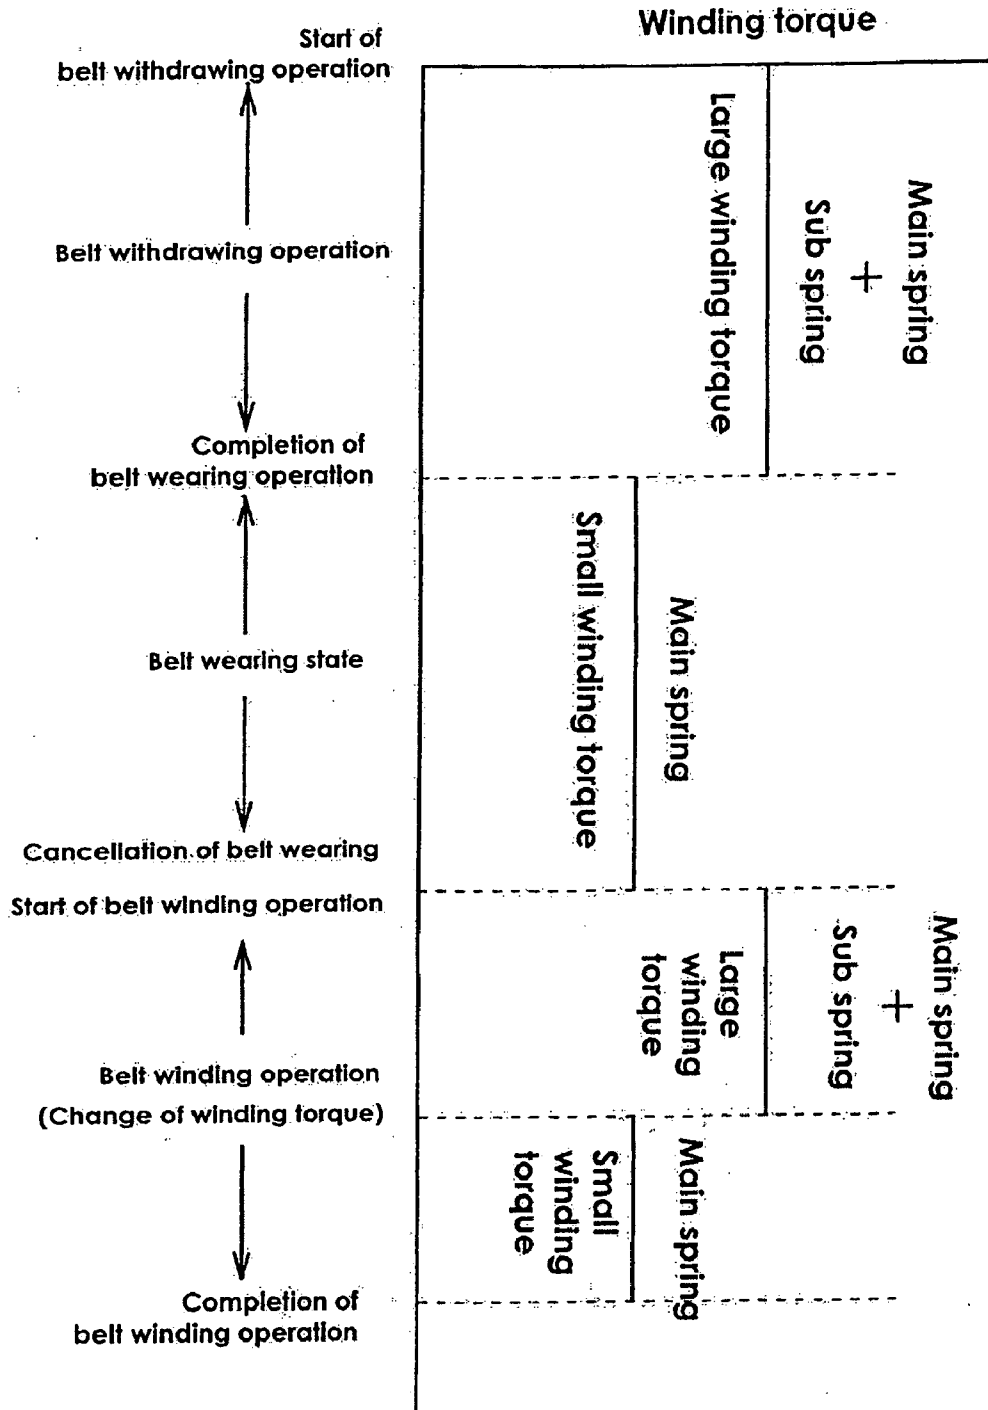 Winding torque
Start of
belt withdrawing operation
Belt withdrawing operation
Completion of
belt wearing operation
Belt wearing state
Cancellation of belt wearing
Start of belt winding operation
Belt winding operation
(Change of winding torque)
Completion of
belt winding operation
Main spring
+
Sub spring
Large winding torque
Main spring
Small winding torque
Main spring
+
Sub spring
Large
winding
torque
Main spring
Small
winding
torque